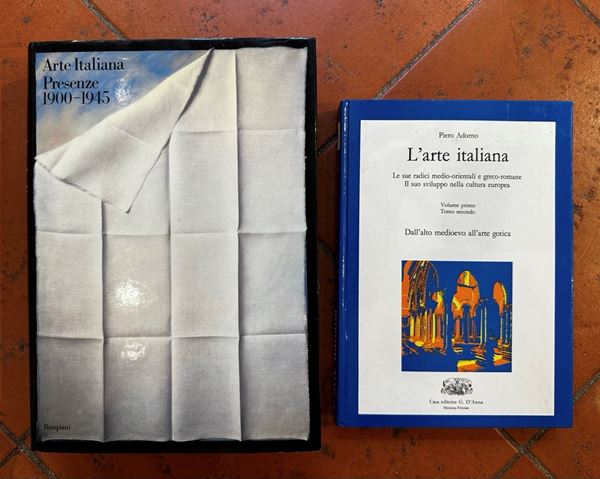 Arte Italiana
Presenze
1900–1945
Bompiani
Piero Adorno
L'arte italiana
Le sue radici medio-orientali e greco-romane
Il suo sviluppo nella cultura europea
Volume primo
Tomo secondo
Dall'alto medioevo all'arte gotica
Casa editrice G. D'Anna
Messina-Firenze